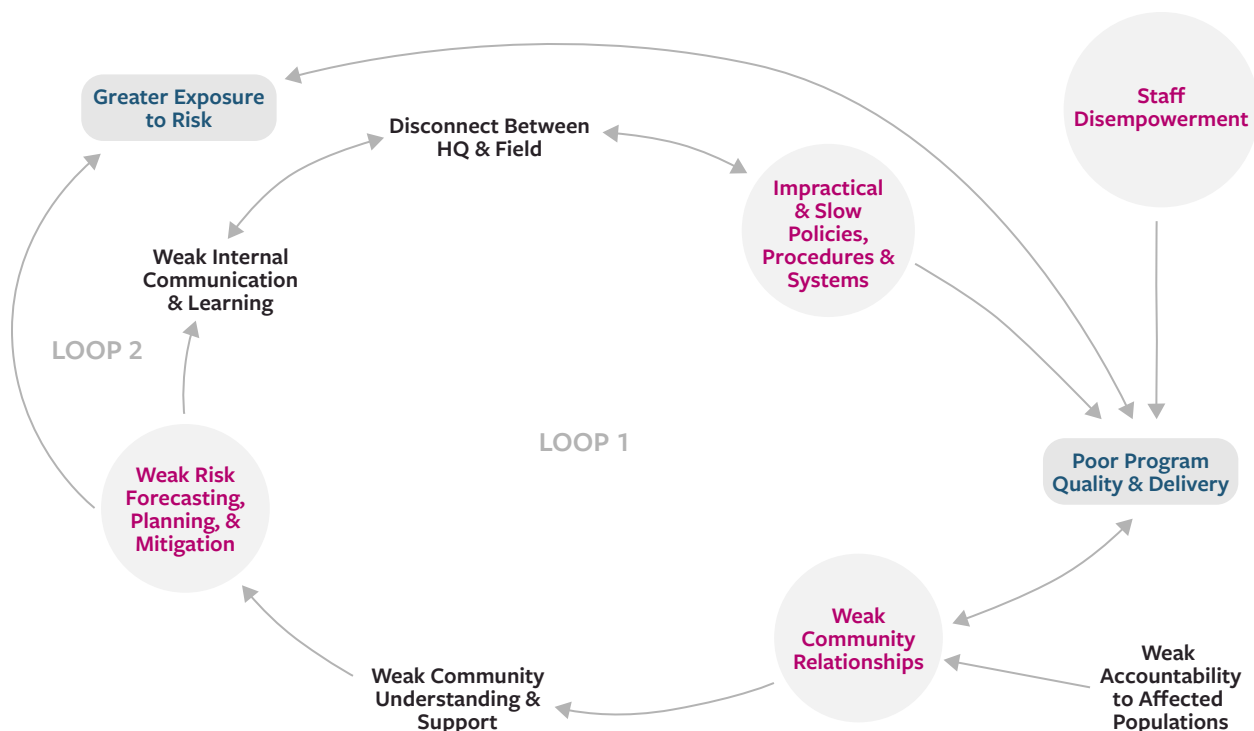 Greater Exposure
to Risk
Disconnect Between
HQ & Field
Staff
Disempowerment
Impractical
& Slow
Policies,
Procedures &
Systems
Weak Internal
Communication
& Learning
LOOP 2
LOOP 1
Weak Risk
Forecasting,
Planning, &
Mitigation
Poor Program
Quality & Delivery
Weak
Community
Relationships
Weak Community
Understanding &
Support
Weak
Accountability
to Affected
Populations